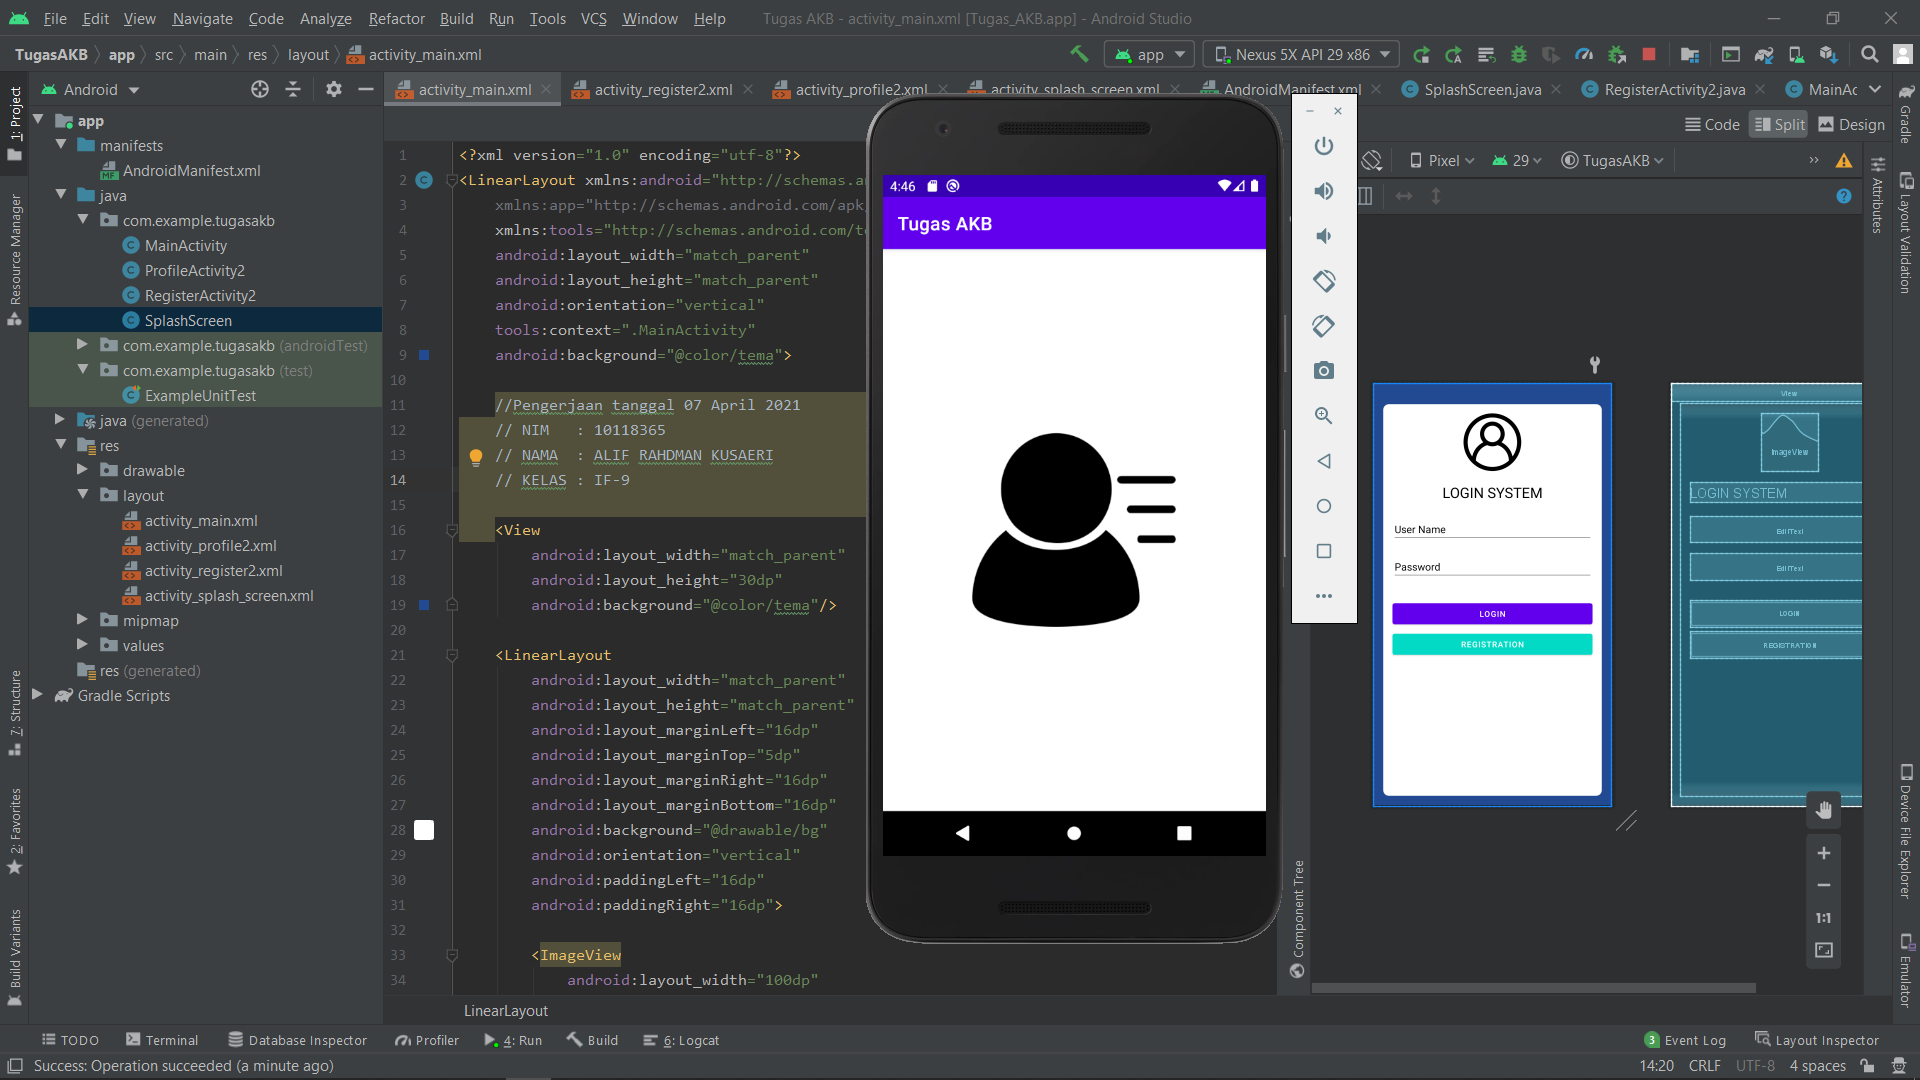 File Edit View Navigate Code Analyze Refactor Build Run Tools VCS Window Help Tugas AKB - activity_main.xml [Tugas_AKB.app] - Android Studio
TugasAKB app src main res layout activity_main.xml
app
Nexus 5X API 29 x86
Android
activity_main.xml
activity_register2.xml
activity_profile2.xml
activity_splash_screen.xml
AndroidManifest.xml
SplashScreen.java
RegisterActivity2.java
MainAc
Code
Split
Design
Pixel
29
TugasAKB
1: Project
Resource Manager
7: Structure
2: Favorites
Build Variants
app
manifests
AndroidManifest.xml
java
com.example.tugasakb
MainActivity
ProfileActivity2
RegisterActivity2
SplashScreen
com.example.tugasakb (androidTest)
com.example.tugasakb (test)
ExampleUnitTest
java (generated)
res
drawable
layout
activity_main.xml
activity_profile2.xml
activity_register2.xml
activity_splash_screen.xml
mipmap
values
res (generated)
Gradle Scripts
1 <?xml version="1.0" encoding="utf-8"?>
2 <LinearLayout xmlns:android="http://schemas.an
3 xmlns:app="http://schemas.android.com/apk
4 xmlns:tools="http://schemas.android.com/to
5 android:layout_width="match_parent"
6 android:layout_height="match_parent"
7 android:orientation="vertical"
8 tools:context=".MainActivity"
9 android:background="@color/tema">
10
11 //Pengerjaan tanggal 07 April 2021
12 // NIM : 10118365
13 // NAMA : ALIF RAHDMAN KUSAERI
14 // KELAS : IF-9
15
16 <View
17 android:layout_width="match_parent"
18 android:layout_height="30dp"
19 android:background="@color/tema"/>
20
21 <LinearLayout
22 android:layout_width="match_parent"
23 android:layout_height="match_parent"
24 android:layout_marginLeft="16dp"
25 android:layout_marginTop="5dp"
26 android:layout_marginRight="16dp"
27 android:layout_marginBottom="16dp"
28 android:background="@drawable/bg"
29 android:orientation="vertical"
30 android:paddingLeft="16dp"
31 android:paddingRight="16dp">
32
33 <ImageView
34 android:layout_width="100dp"
LinearLayout
4:46
Tugas AKB
Component Tree
LOGIN SYSTEM
User Name
Password
LOGIN
REGISTRATION
View
ImageView
LOGIN SYSTEM
EditText
EditText
LOGIN
REGISTRATION
1:1
Attributes
Gradle
Layout Validation
Device File Explorer
Emulator
TODO
Terminal
Database Inspector
Profiler
4: Run
Build
6: Logcat
3 Event Log
Layout Inspector
Success: Operation succeeded (a minute ago)
14:20 CRLF UTF-8 4 spaces